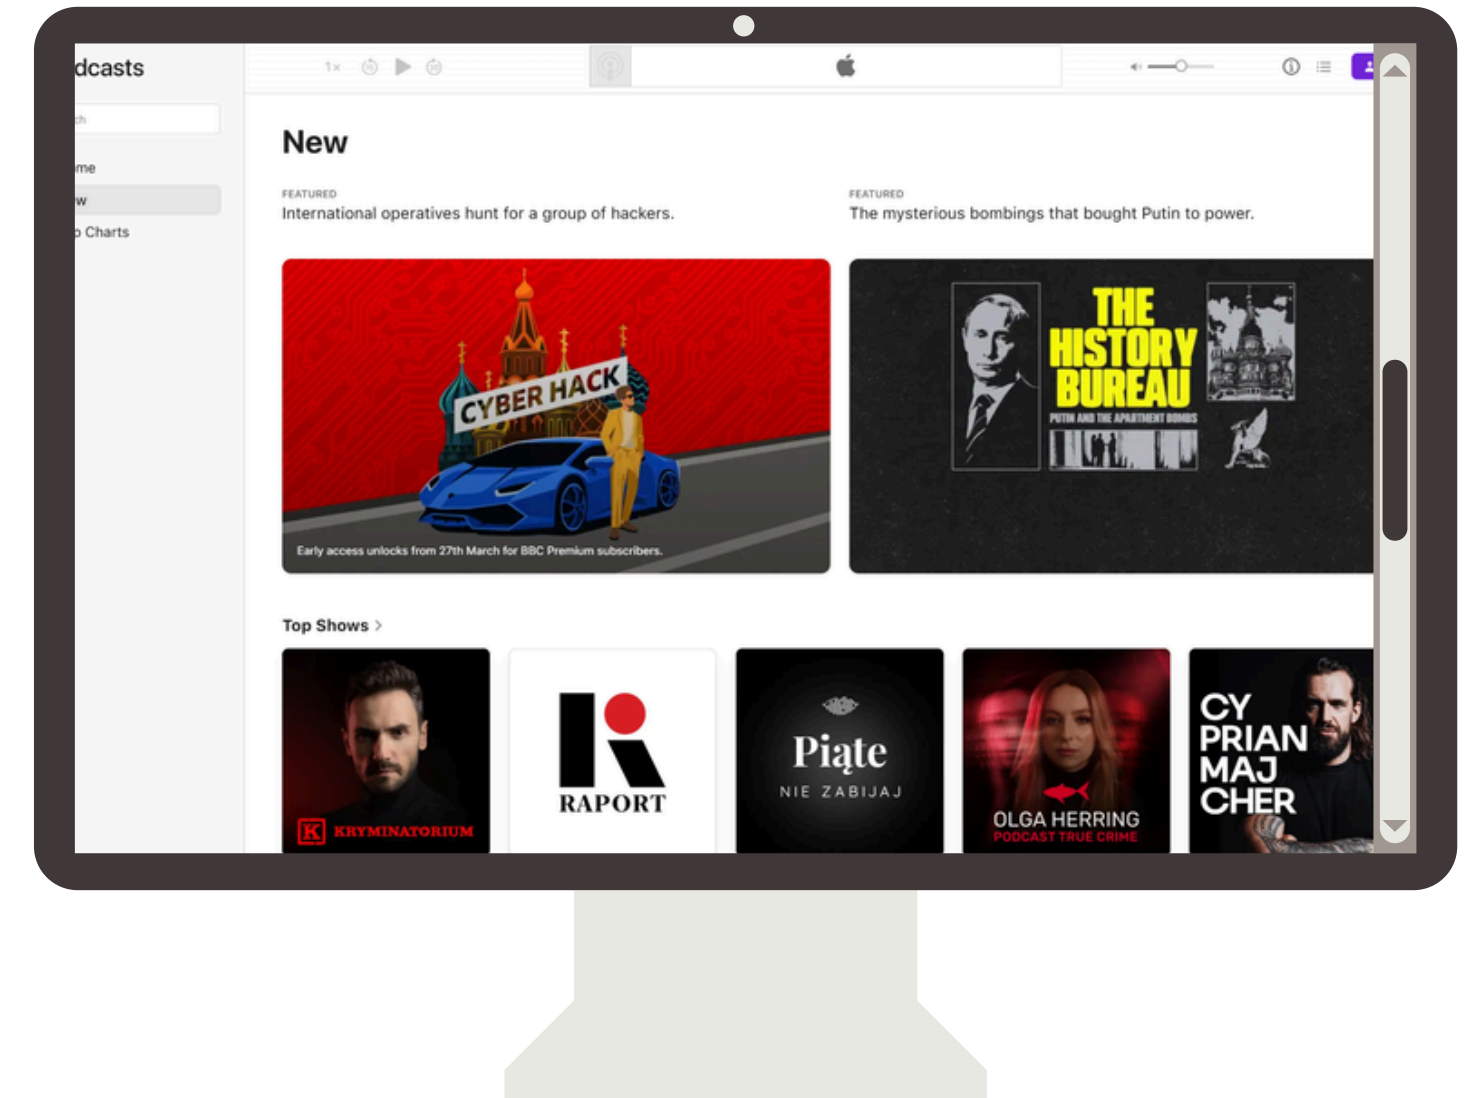 dcasts
1×
ch
me
w
p Charts
New
FEATURED
International operatives hunt for a group of hackers.
FEATURED
The mysterious bombings that bought Putin to power.
CYBER HACK
Early access unlocks from 27th March for BBC Premium subscribers.
THE
HISTORY
BUREAU
PUTIN AND THE APARTMENT BOMBS
Top Shows >
K KRYMINATORIUM
RAPORT
Piąte
NIE ZABIJAJ
OLGA HERRING
PODCAST TRUE CRIME
CY
PRIAN
MAJ
CHER